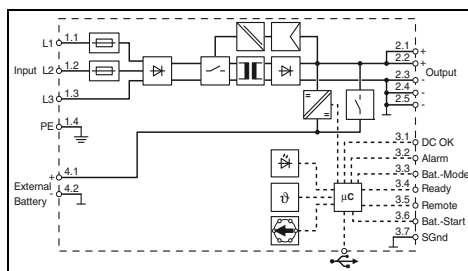 L1 1.1
Input L2 1.2
L3 1.3
PE 1.4
+ 4.1
External Battery
- 4.2
2.1 +
2.2 +
2.3 -
Output
2.4 -
2.5 -
3.1 DC OK
3.2 Alarm
3.3 Bat.-Mode
3.4 Ready
3.5 Remote
3.6 Bat.-Start
3.7 SGnd
ϑ
µC